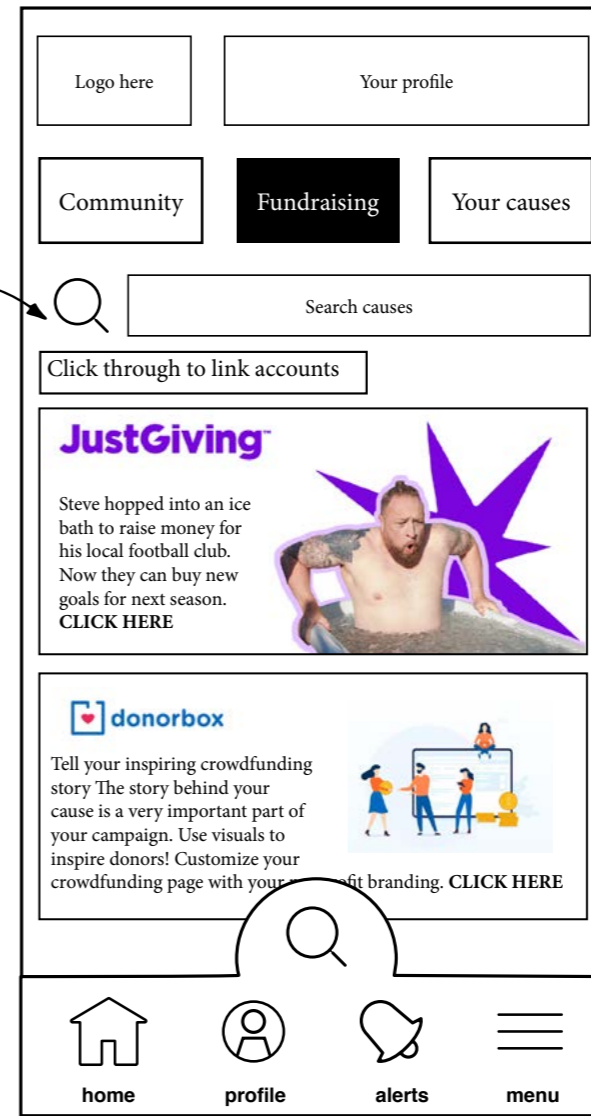 Logo here
Your profile
Community
Fundraising
Your causes
Search causes
Click through to link accounts
JustGiving™
Steve hopped into an ice
bath to raise money for
his local football club.
Now they can buy new
goals for next season.
CLICK HERE
donorbox
Tell your inspiring crowdfunding
story The story behind your
cause is a very important part of
your campaign. Use visuals to
inspire donors! Customize your
crowdfunding page with your branding. CLICK HERE
home
profile
alerts
menu